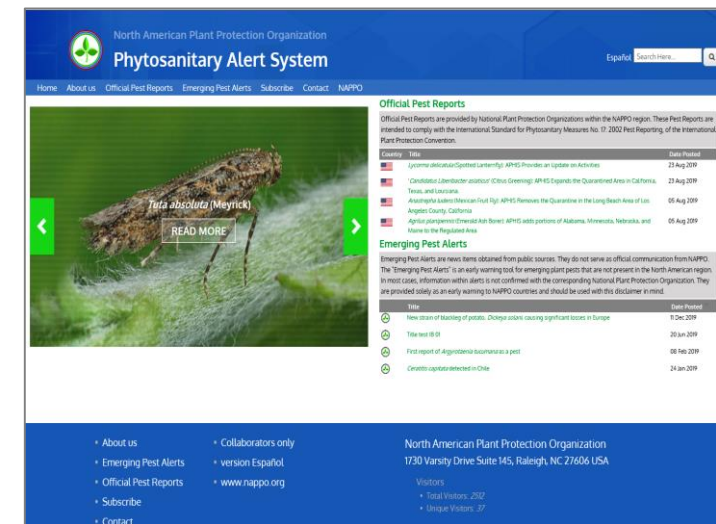 North American Plant Protection Organization
Phytosanitary Alert System
Español
Search Here...
Home About us Official Pest Reports Emerging Pest Alerts Subscribe Contact NAPPO
Tuta absoluta (Meyrick)
READ MORE
Official Pest Reports
Official Pest Reports are provided by National Plant Protection Organizations within the NAPPO region. These Pest Reports are
intended to comply with the International Standard for Phytosanitary Measures No. 17: 2002 Pest Reporting, of the International
Plant Protection Convention.
Country Title Date Posted
Lycorma delicatula (Spotted Lanternfly): APHIS Provides an Update on Activities 23 Aug 2019
'Candidatus Liberibacter asiaticus' (Citrus Greening): APHIS Expands the Quarantined Area in California, 23 Aug 2019
Texas, and Louisiana
Anastrepha ludens (Mexican Fruit Fly): APHIS Removes the Quarantine in the Long Beach Area of Los 05 Aug 2019
Angeles County, California
Agrilus planipennis (Emerald Ash Borer): APHIS adds portions of Alabama, Minnesota, Nebraska, and 05 Aug 2019
Maine to the Regulated Area
Emerging Pest Alerts
Emerging Pest Alerts are news items obtained from public sources. They do not serve as official communication from NAPPO.
The "Emerging Pest Alerts" is an early warning tool for emerging plant pests that are not present in the North American region.
In most cases, information within alerts is not confirmed with the corresponding National Plant Protection Organization. They
are provided solely as an early warning to NAPPO countries and should be used with this disclaimer in mind.
Title Date Posted
New strain of blackleg of potato, Dickeya solani, causing significant losses in Europe 11 Dec 2019
Title test IB 01 20 Jun 2019
First report of Argyrotaenia tucumana as a pest 08 Feb 2019
Ceratitis capitata detected in Chile 24 Jan 2019
About us
Emerging Pest Alerts
Official Pest Reports
Subscribe
Contact
Collaborators only
version Español
www.nappo.org
North American Plant Protection Organization
1730 Varsity Drive Suite 145, Raleigh, NC 27606 USA
Visitors
Total Visitors: 2512
Unique Visitors: 37